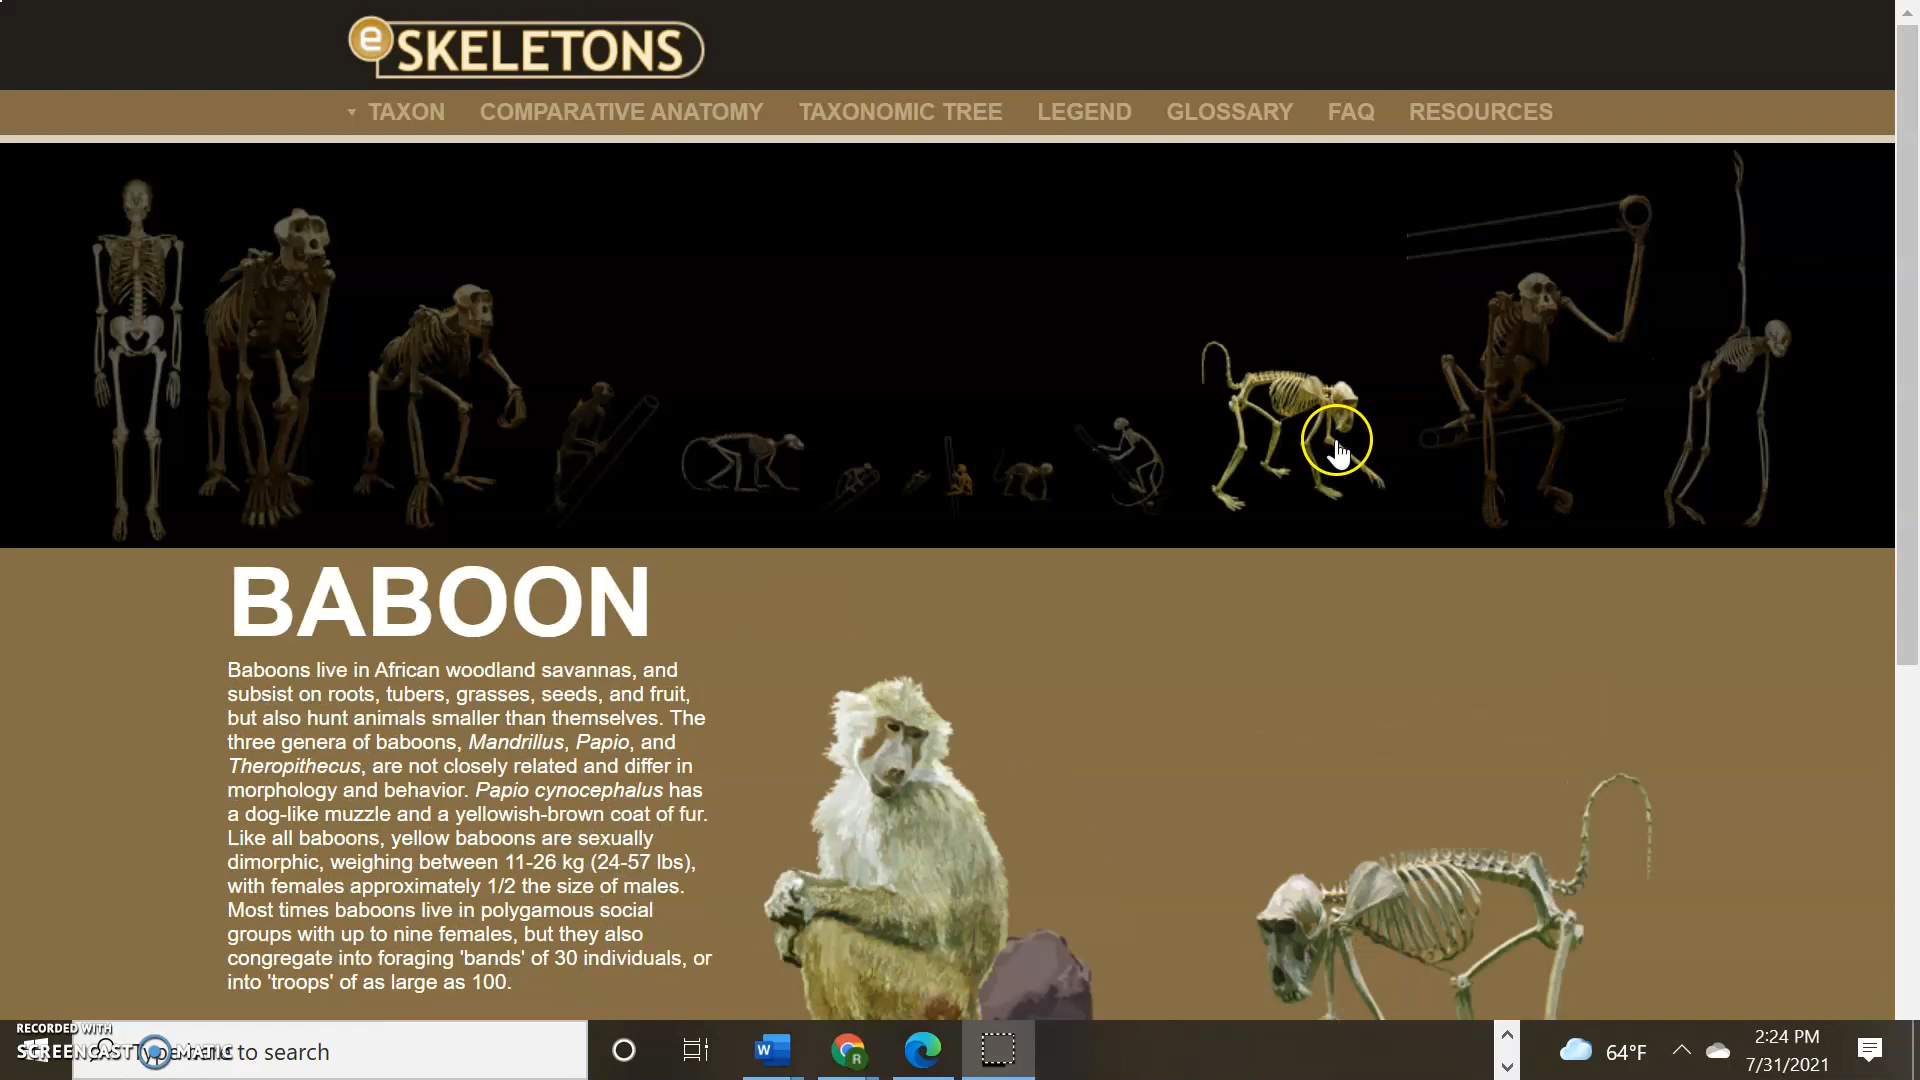 e SKELETONS
TAXON COMPARATIVE ANATOMY TAXONOMIC TREE LEGEND GLOSSARY FAQ RESOURCES
BABOON
Baboons live in African woodland savannas, and
subsist on roots, tubers, grasses, seeds, and fruit,
but also hunt animals smaller than themselves. The
three genera of baboons, Mandrillus, Papio, and
Theropithecus, are not closely related and differ in
morphology and behavior. Papio cynocephalus has
a dog-like muzzle and a yellowish-brown coat of fur.
Like all baboons, yellow baboons are sexually
dimorphic, weighing between 11-26 kg (24-57 lbs),
with females approximately 1/2 the size of males.
Most times baboons live in polygamous social
groups with up to nine females, but they also
congregate into foraging 'bands' of 30 individuals, or
into 'troops' of as large as 100.
RECORDED WITH
SCREENCAST MATIC
Type here to search
W
R
64°F
2:24 PM
7/31/2021